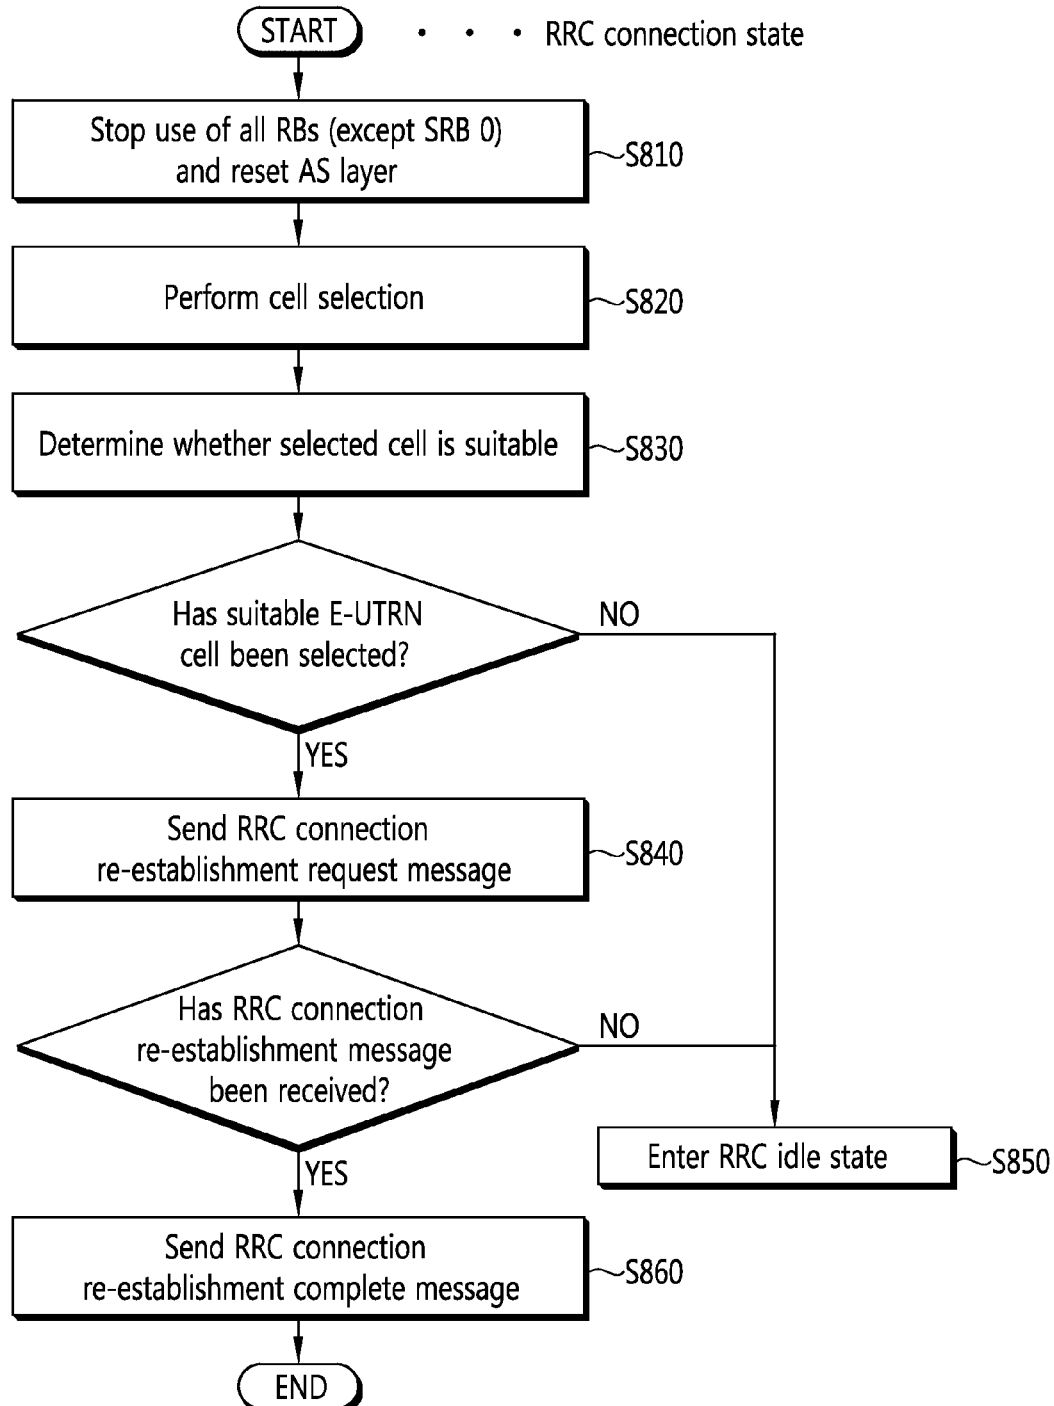 START
· · · RRC connection state
Stop use of all RBs (except SRB 0)
and reset AS layer
S810
Perform cell selection
S820
Determine whether selected cell is suitable
S830
Has suitable E-UTRN
cell been selected?
NO
YES
Send RRC connection
re-establishment request message
S840
Has RRC connection
re-establishment message
been received?
NO
YES
Enter RRC idle state
S850
Send RRC connection
re-establishment complete message
S860
END